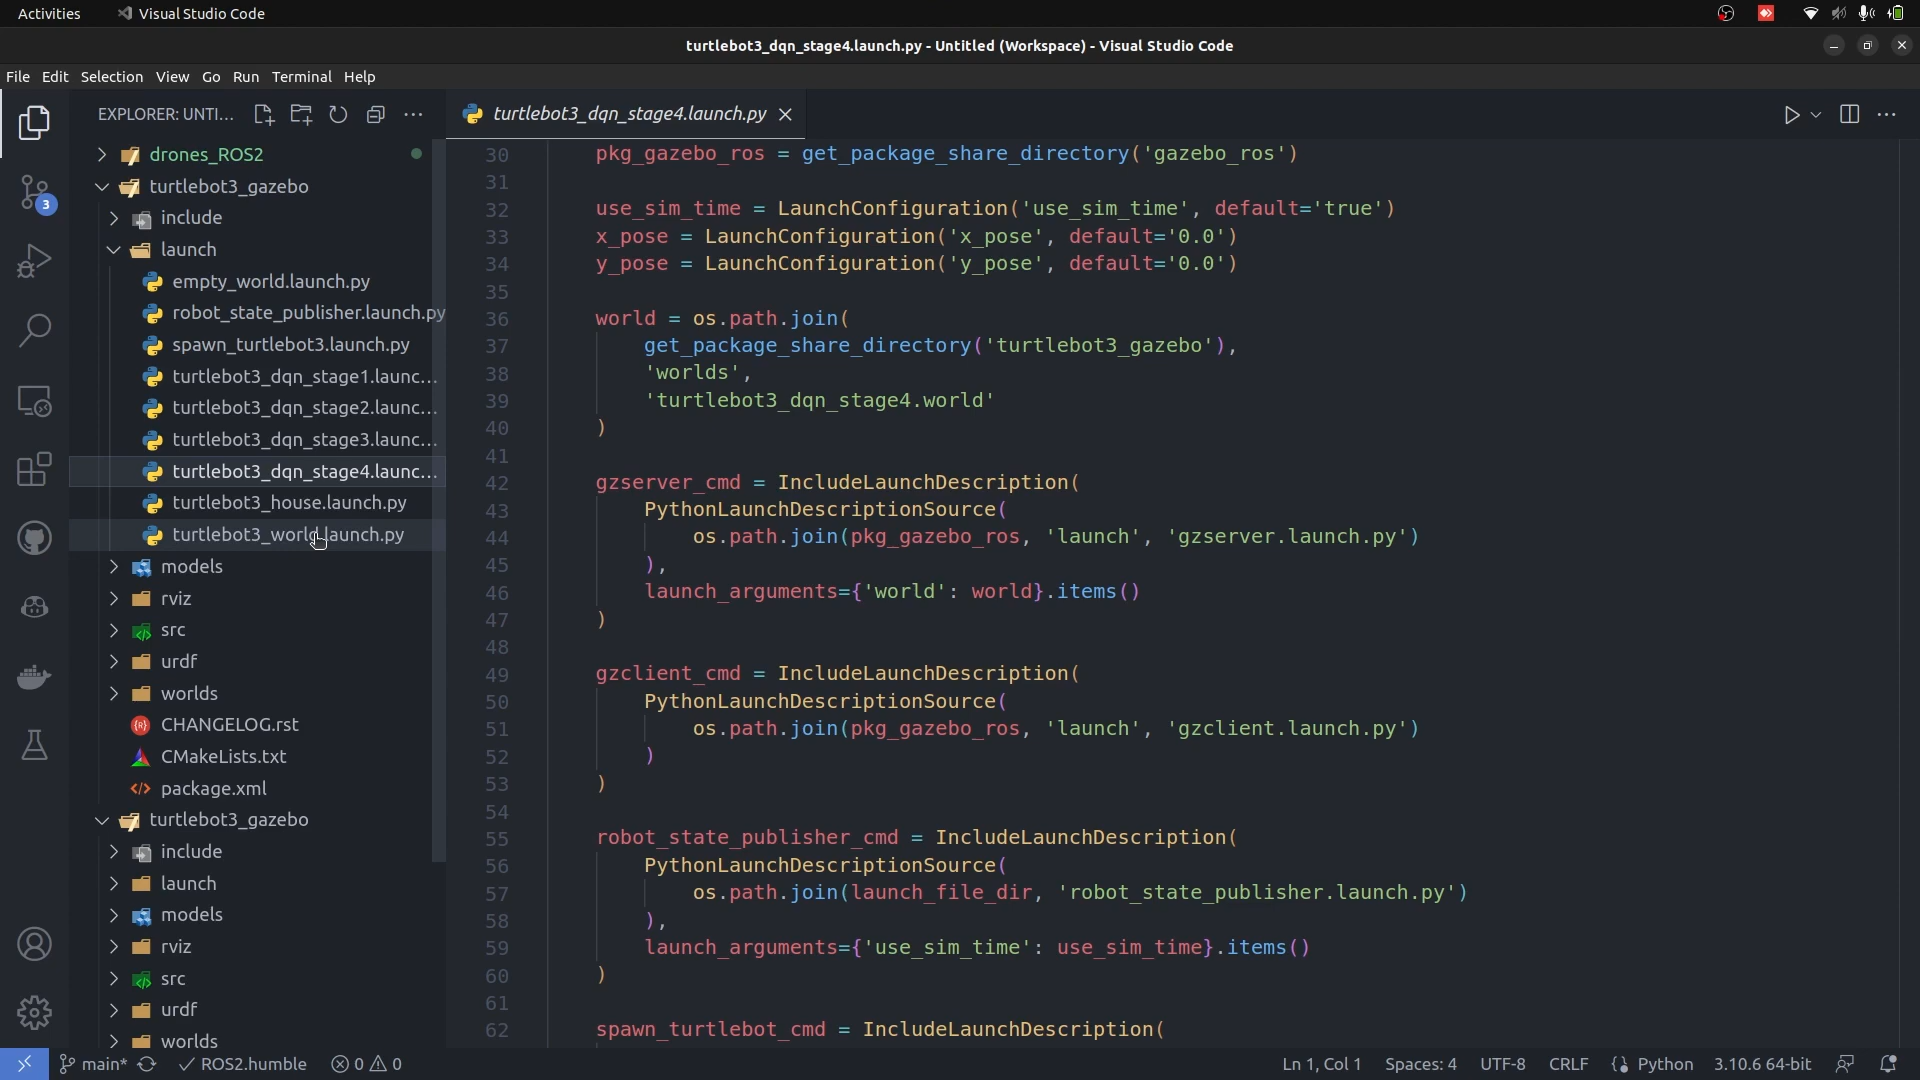 Activities
Visual Studio Code
turtlebot3_dqn_stage4.launch.py - Untitled (Workspace) - Visual Studio Code
File Edit Selection View Go Run Terminal Help
EXPLORER: UNTI...
drones_ROS2
turtlebot3_gazebo
include
launch
empty_world.launch.py
robot_state_publisher.launch.py
spawn_turtlebot3.launch.py
turtlebot3_dqn_stage1.launc...
turtlebot3_dqn_stage2.launc...
turtlebot3_dqn_stage3.launc...
turtlebot3_dqn_stage4.launc...
turtlebot3_house.launch.py
turtlebot3_world.launch.py
models
rviz
src
urdf
worlds
CHANGELOG.rst
CMakeLists.txt
package.xml
turtlebot3_gazebo
include
launch
models
rviz
src
urdf
worlds
3
turtlebot3_dqn_stage4.launch.py
30 pkg_gazebo_ros = get_package_share_directory('gazebo_ros')
31
32 use_sim_time = LaunchConfiguration('use_sim_time', default='true')
33 x_pose = LaunchConfiguration('x_pose', default='0.0')
34 y_pose = LaunchConfiguration('y_pose', default='0.0')
35
36 world = os.path.join(
37 get_package_share_directory('turtlebot3_gazebo'),
38 'worlds',
39 'turtlebot3_dqn_stage4.world'
40 )
41
42 gzserver_cmd = IncludeLaunchDescription(
43 PythonLaunchDescriptionSource(
44 os.path.join(pkg_gazebo_ros, 'launch', 'gzserver.launch.py')
45 ),
46 launch_arguments={'world': world}.items()
47 )
48
49 gzclient_cmd = IncludeLaunchDescription(
50 PythonLaunchDescriptionSource(
51 os.path.join(pkg_gazebo_ros, 'launch', 'gzclient.launch.py')
52 )
53 )
54
55 robot_state_publisher_cmd = IncludeLaunchDescription(
56 PythonLaunchDescriptionSource(
57 os.path.join(launch_file_dir, 'robot_state_publisher.launch.py')
58 ),
59 launch_arguments={'use_sim_time': use_sim_time}.items()
60 )
61
62 spawn_turtlebot_cmd = IncludeLaunchDescription(
main* ROS2.humble 0 0 Ln 1, Col 1 Spaces: 4 UTF-8 CRLF Python 3.10.6 64-bit